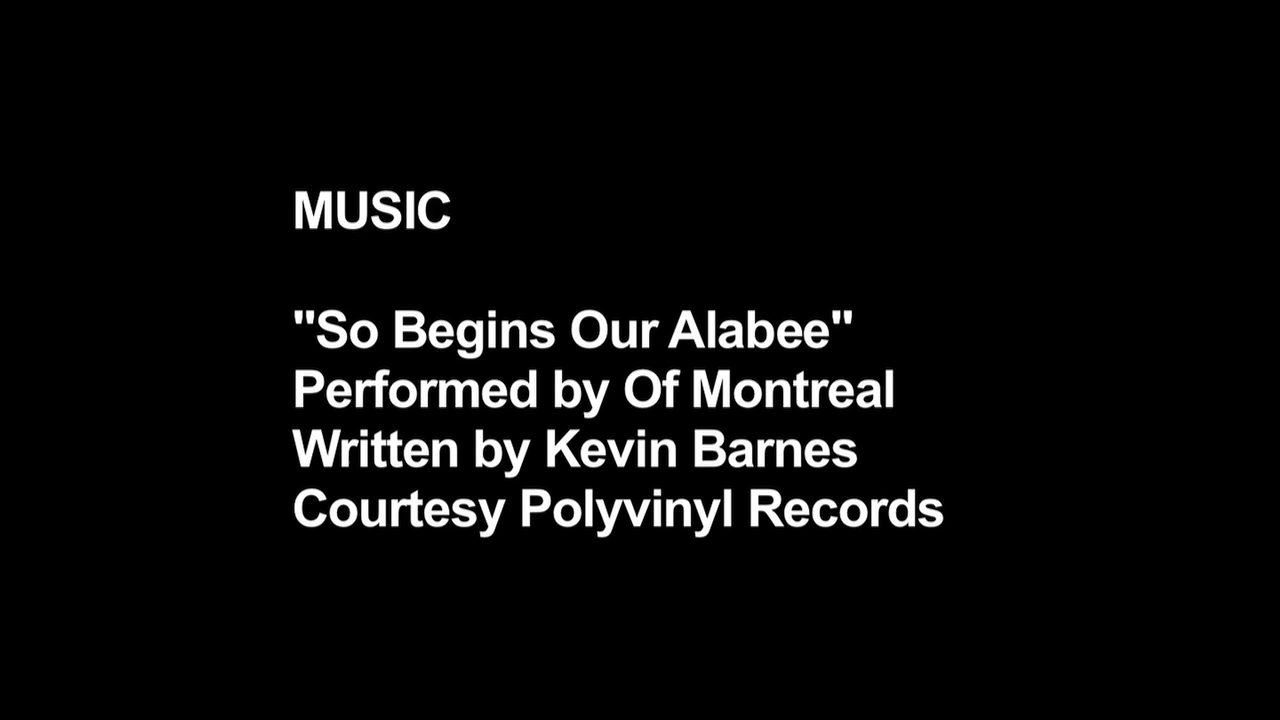 MUSIC
"So Begins Our Alabee"
Performed by Of Montreal
Written by Kevin Barnes
Courtesy Polyvinyl Records